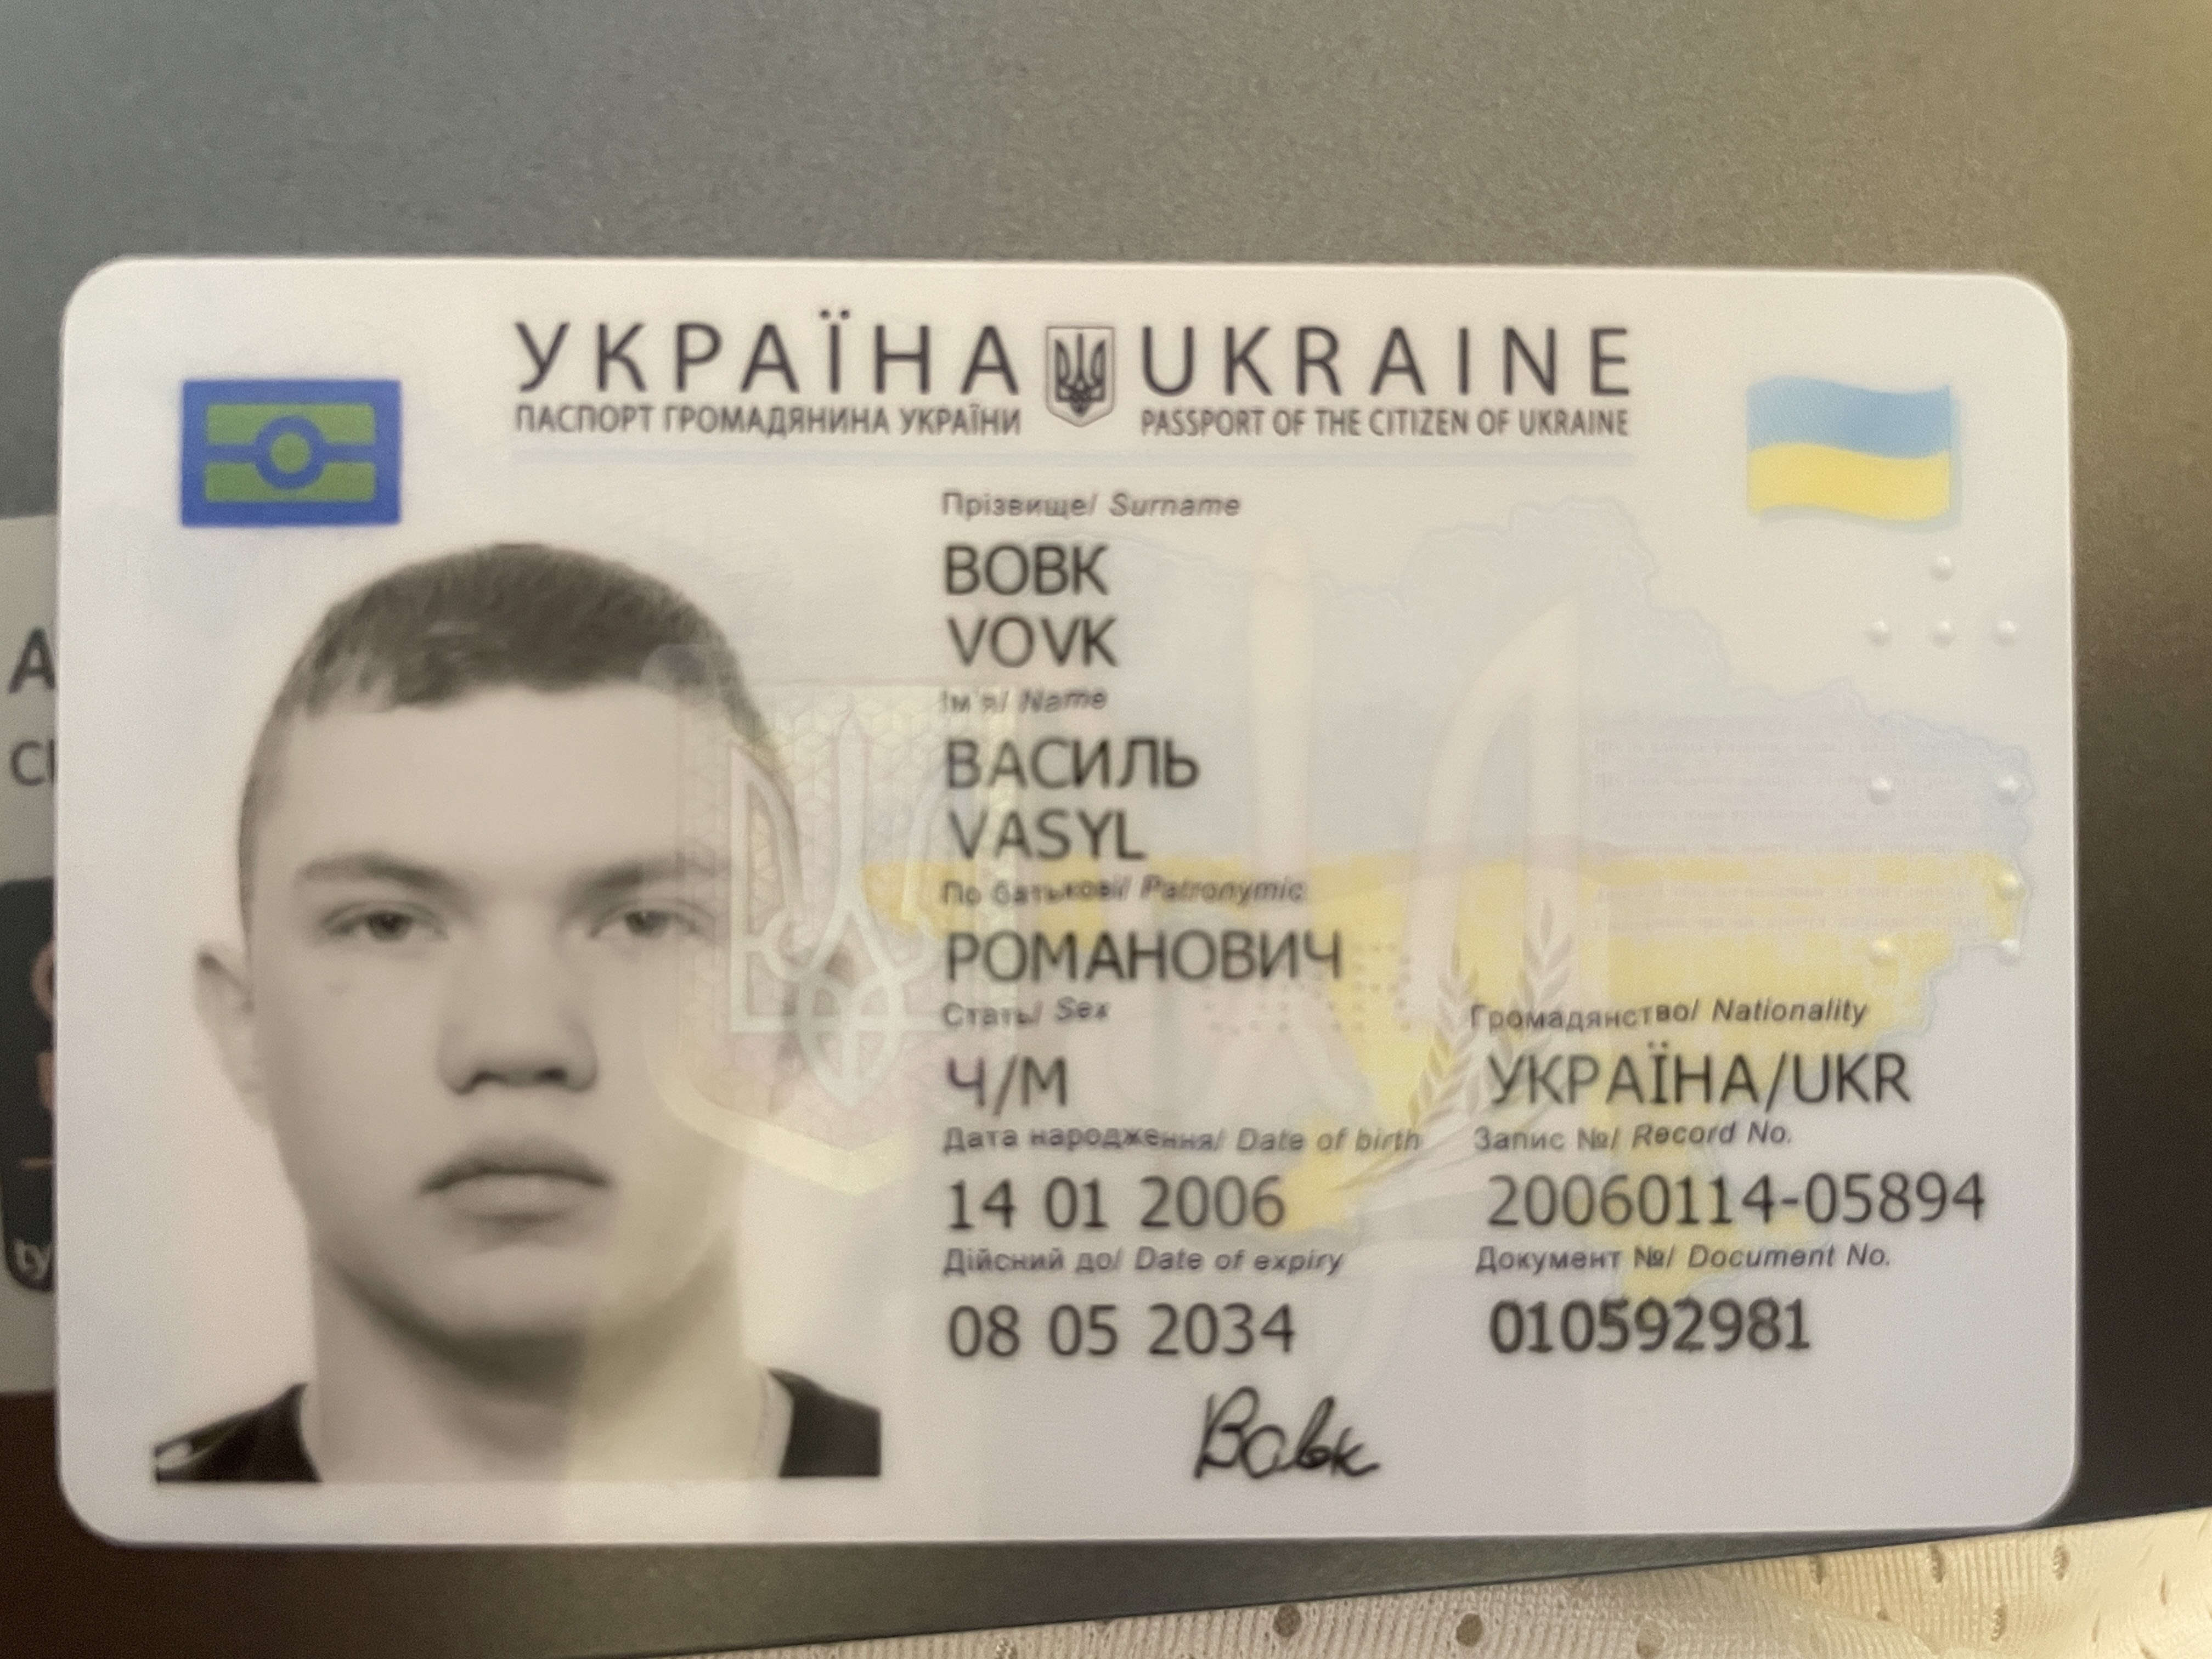 УКРАЇНА UKRAINE
ПАСПОРТ ГРОМАДЯНИНА УКРАЇНИ PASSPORT OF THE CITIZEN OF UKRAINE
Прізвище/ Surname
ВОВК
VOVK
Ім'я/ Name
ВАСИЛЬ
VASYL
По батькові/ Patronymic
РОМАНОВИЧ
Стать/ Sex Громадянство/ Nationality
Ч/M УКРАЇНА/UKR
Дата народження/ Date of birth Запис №/ Record No.
14 01 2006 20060114-05894
Дійсний до/ Date of expiry Документ №/ Document No.
08 05 2034 010592981
Вовк